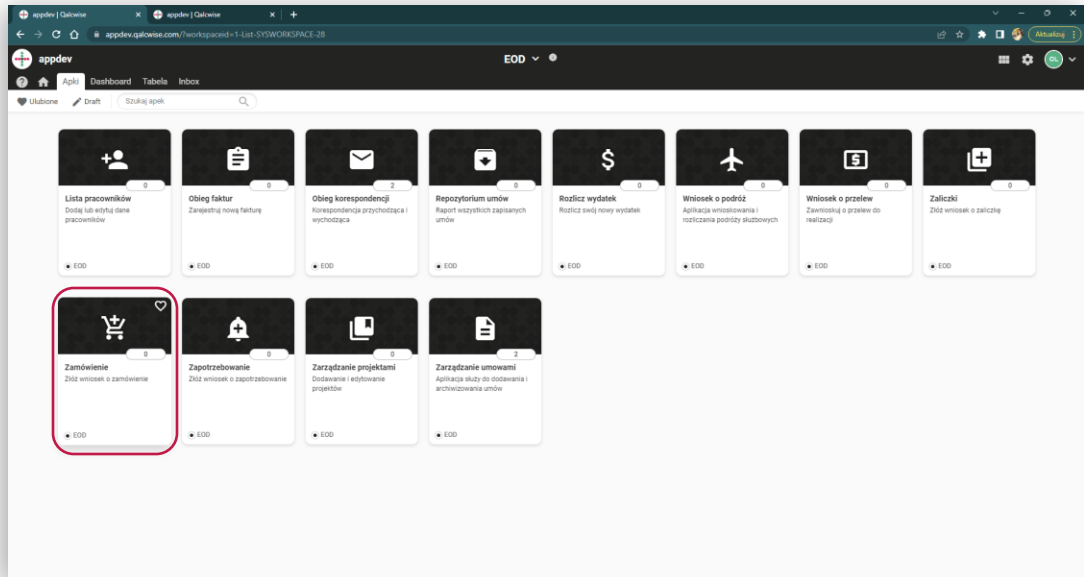 appdev | Qalcwise
appdev | Qalcwise
appdev.qalcwise.com/?workspaceid=1-List-SYSWORKSPACE-28
Aktualizuj
appdev
EOD
OL
Apki Dashboard Tabela Inbox
Ulubione Draft Szukaj apek
0
Lista pracowników
Dodaj lub edytuj dane
pracowników
EOD
0
Obieg faktur
Zarejestruj nową fakturę
EOD
2
Obieg korespondencji
Korespondencja przychodząca i
wychodząca
EOD
0
Repozytorium umów
Raport wszystkich zapisanych
umów
EOD
0
Rozlicz wydatek
Rozlicz swój nowy wydatek
EOD
0
Wniosek o podróż
Aplikacja wnioskowania i
rozliczania podróży służbowych
EOD
0
Wniosek o przelew
Zawnioskuj o przelew do
realizacji
EOD
0
Zaliczki
Złóż wniosek o zaliczkę
EOD
0
Zamówienie
Złóż wniosek o zamówienie
EOD
0
Zapotrzebowanie
Złóż wniosek o zapotrzebowanie
EOD
0
Zarządzanie projektami
Dodawanie i edytowanie
projektów
EOD
2
Zarządzanie umowami
Aplikacja służy do dodawania i
archiwizowania umów
EOD